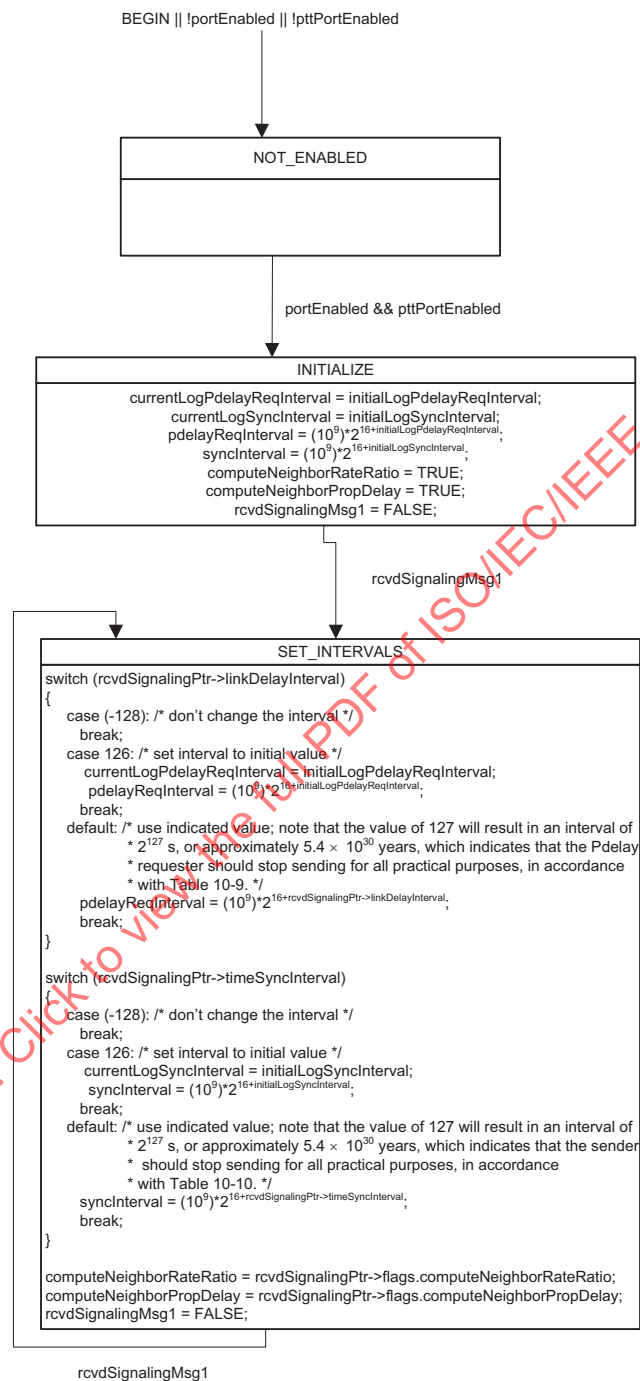 BEGIN || !portEnabled || !pttPortEnabled
NOT_ENABLED
portEnabled && pttPortEnabled
INITIALIZE
currentLogPdelayReqInterval = initialLogPdelayReqInterval;
currentLogSyncInterval = initialLogSyncInterval;
pdelayReqInterval = (10^9)*2^16+initialLogPdelayReqInterval;
syncInterval = (10^9)*2^16+initialLogSyncInterval;
computeNeighborRateRatio = TRUE;
computeNeighborPropDelay = TRUE;
rcvdSignalingMsg1 = FALSE;
rcvdSignalingMsg1
SET_INTERVALS
switch (rcvdSignalingPtr->linkDelayInterval)
{
case (-128): /* don't change the interval */
break;
case 126: /* set interval to initial value */
currentLogPdelayReqInterval = initialLogPdelayReqInterval;
pdelayReqInterval = (10^9)*2^16+initialLogPdelayReqInterval;
break;
default: /* use indicated value; note that the value of 127 will result in an interval of
* 2^127 s, or approximately 5.4 × 10^30 years, which indicates that the Pdelay
* requester should stop sending for all practical purposes, in accordance
* with Table 10-9. */
pdelayReqInterval = (10^9)*2^16+rcvdSignalingPtr->linkDelayInterval;
break;
}
switch (rcvdSignalingPtr->timeSyncInterval)
{
case (-128): /* don't change the interval */
break;
case 126: /* set interval to initial value */
currentLogSyncInterval = initialLogSyncInterval;
syncInterval = (10^9)*2^16+initialLogSyncInterval;
break;
default: /* use indicated value; note that the value of 127 will result in an interval of
* 2^127 s, or approximately 5.4 × 10^30 years, which indicates that the sender
* should stop sending for all practical purposes, in accordance
* with Table 10-10. */
syncInterval = (10^9)*2^16+rcvdSignalingPtr->timeSyncInterval;
break;
}
computeNeighborRateRatio = rcvdSignalingPtr->flags.computeNeighborRateRatio;
computeNeighborPropDelay = rcvdSignalingPtr->flags.computeNeighborPropDelay;
rcvdSignalingMsg1 = FALSE;
rcvdSignalingMsg1
Click to view the full PDF of ISO/IEC/IEEE